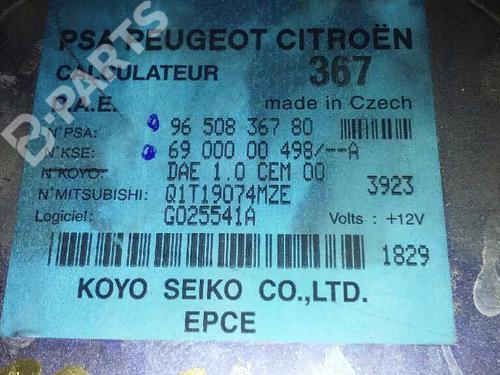 PSA PEUGEOT CITROËN
CALCULATEUR 367
D.A.E. made in Czech
N°PSA: 96 508 367 80
N°KSE: 69 000 00 498/--A
N°KOYO: DAE 1.0 CEM 00
N°MITSUBISHI: Q1T19074MZE 3923
Logiciel: G025541A Volts : +12V
1829
KOYO SEIKO CO.,LTD.
EPCE
B-PARTS